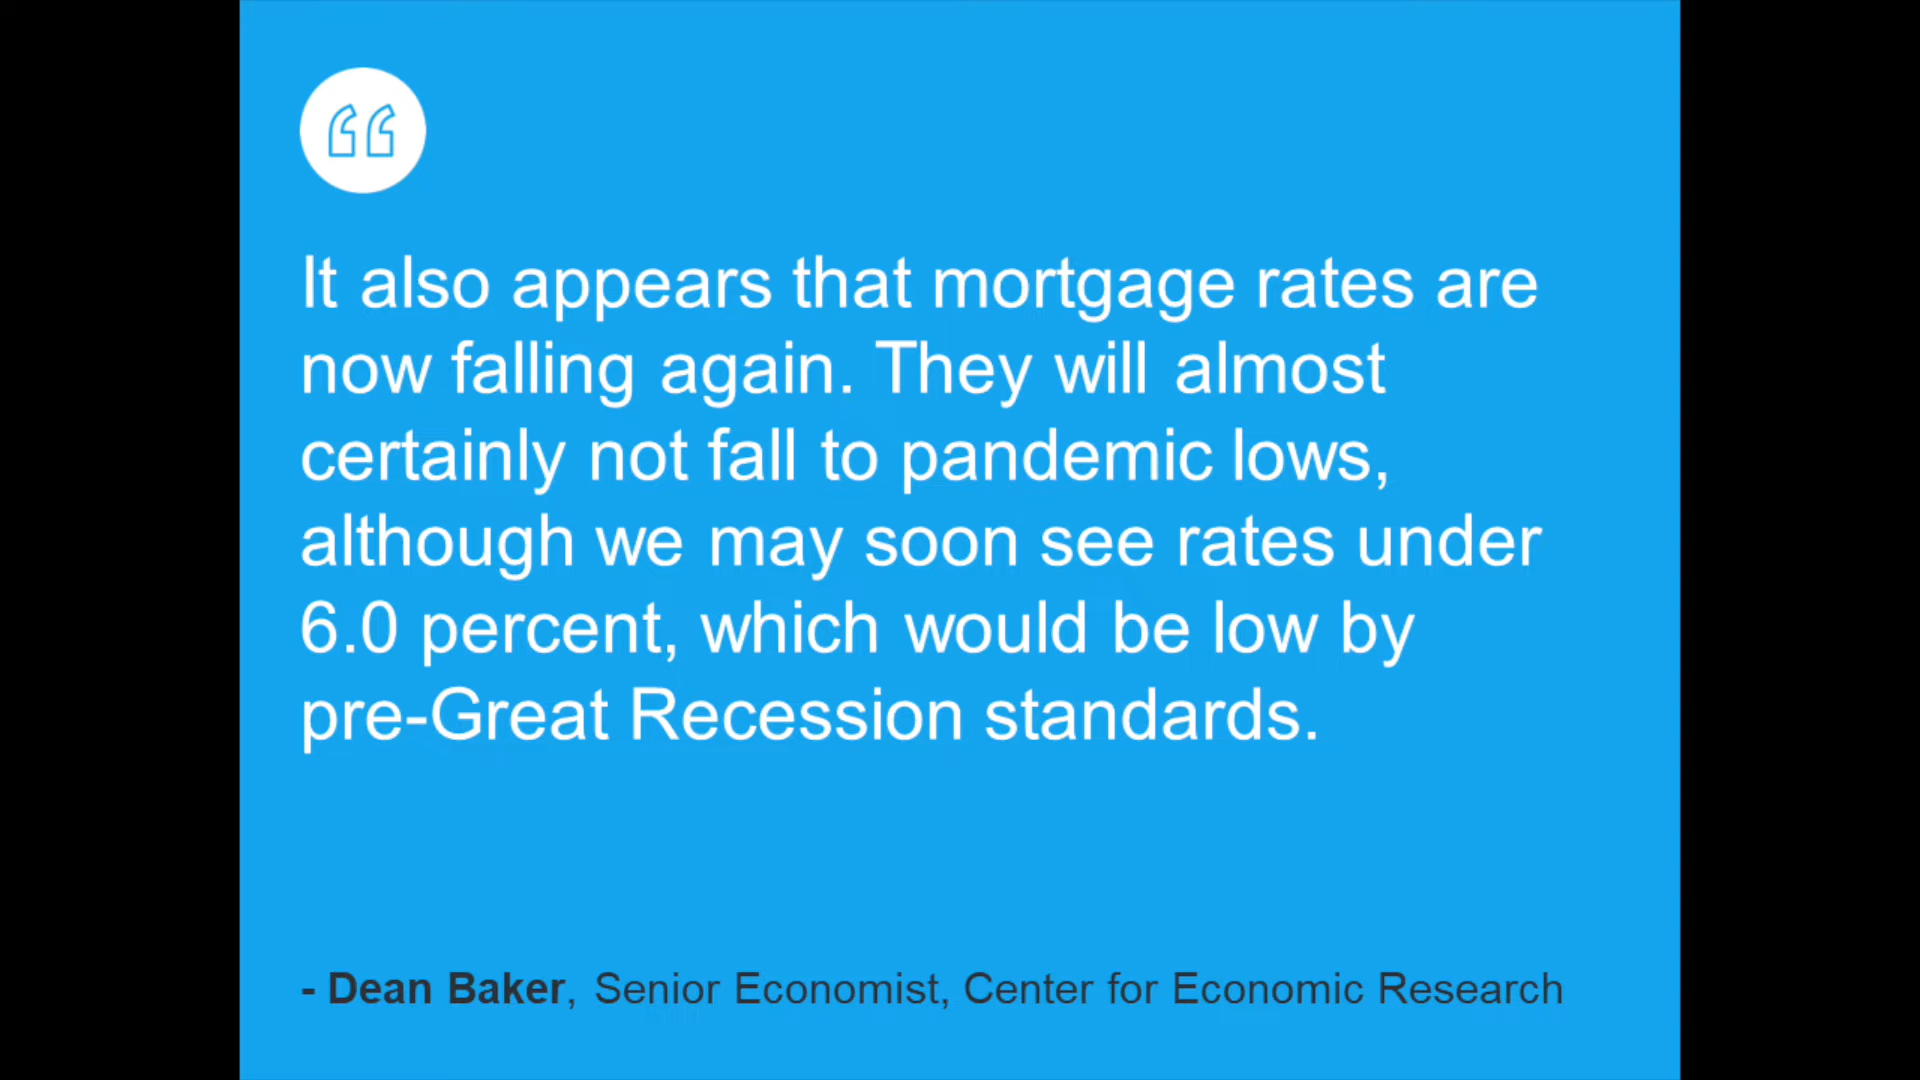 “
It also appears that mortgage rates are
now falling again. They will almost
certainly not fall to pandemic lows,
although we may soon see rates under
6.0 percent, which would be low by
pre-Great Recession standards.
- Dean Baker, Senior Economist, Center for Economic Research